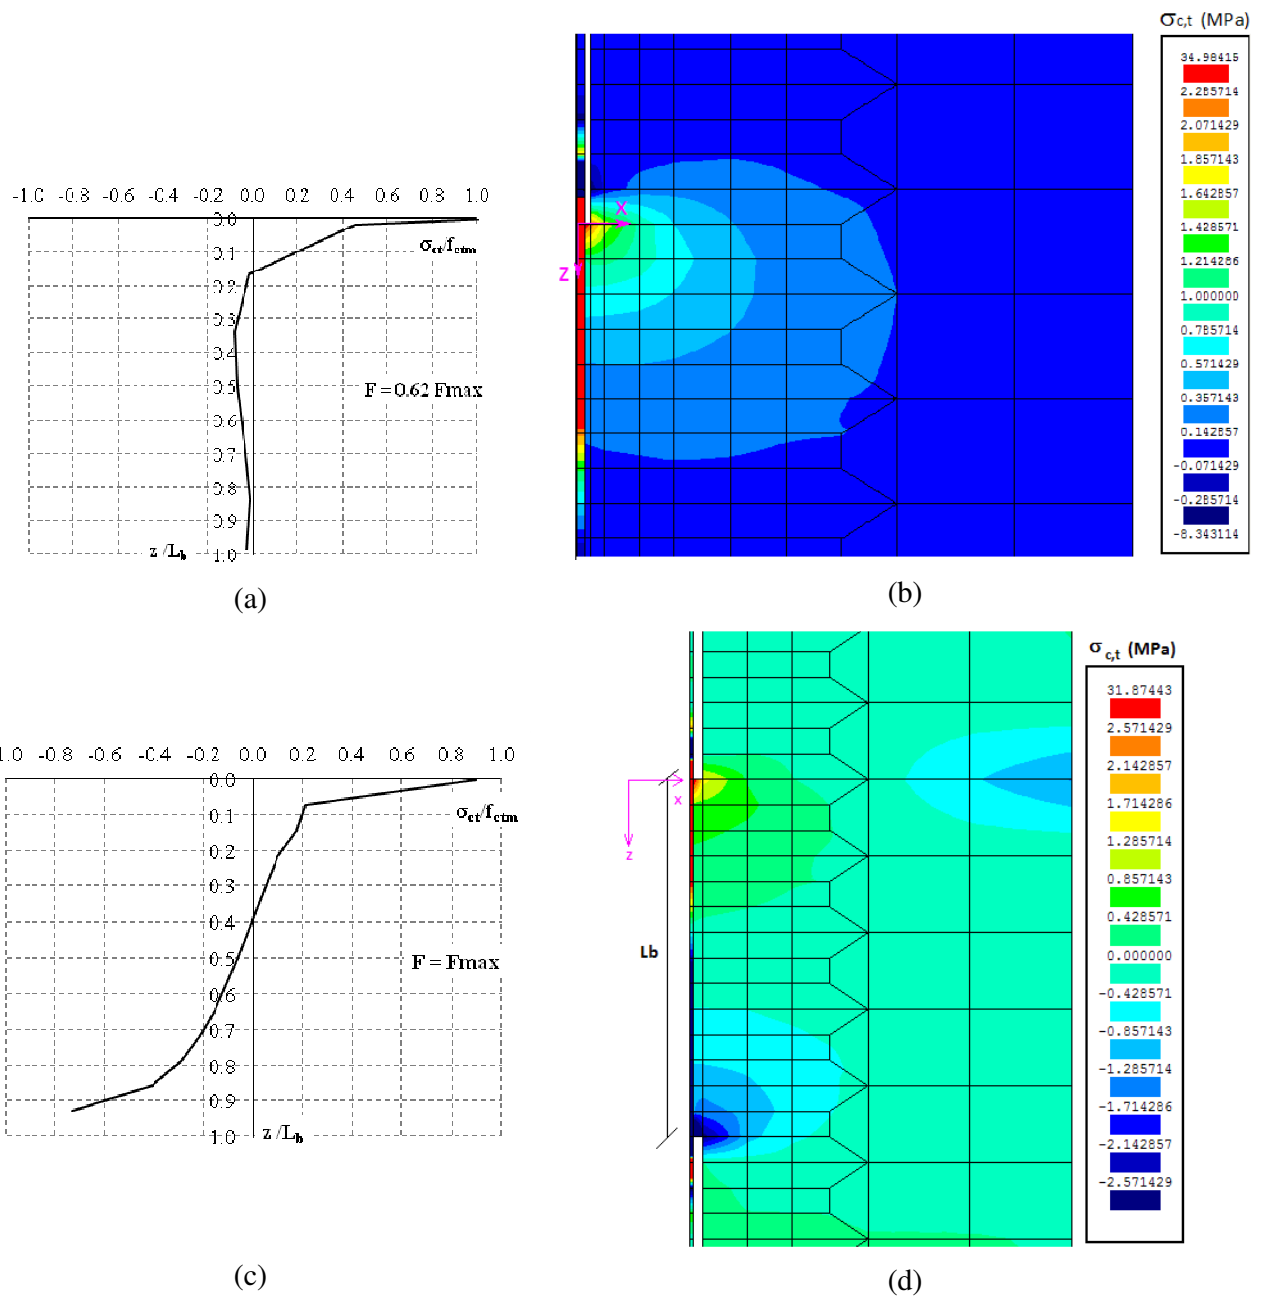 -1.0 -0.8 -0.6 -0.4 -0.2 0.0 0.2 0.4 0.6 0.8 1.0
0.0
σct/fctm
0.1
0.2
0.3
0.4
0.5
F = 0.62 Fmax
0.6
0.7
0.8
0.9
z /Lb 1.0
(a)
σc,t (MPa)
34.98415
2.285714
2.071429
1.857143
1.642857
1.428571
1.214286
1.000000
0.785714
0.571429
0.357143
0.142857
-0.071429
-0.285714
-8.343114
X
Z
(b)
1.0 -0.8 -0.6 -0.4 -0.2 0.0 0.2 0.4 0.6 0.8 1.0
0.0
σct/fctm
0.1
0.2
0.3
0.4
0.5
F = Fmax
0.6
0.7
0.8
0.9
1.0 z /Lb
(c)
σc,t (MPa)
31.87443
2.571429
2.142857
1.714286
1.285714
0.857143
0.428571
0.000000
-0.428571
-0.857143
-1.285714
-1.714286
-2.142857
-2.571429
x
z
Lb
(d)